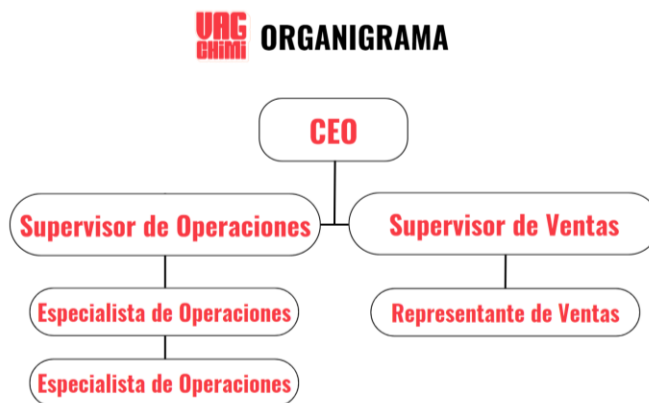 VAG
CHiMi
ORGANIGRAMA
CEO
Supervisor de Operaciones
Supervisor de Ventas
Especialista de Operaciones
Representante de Ventas
Especialista de Operaciones